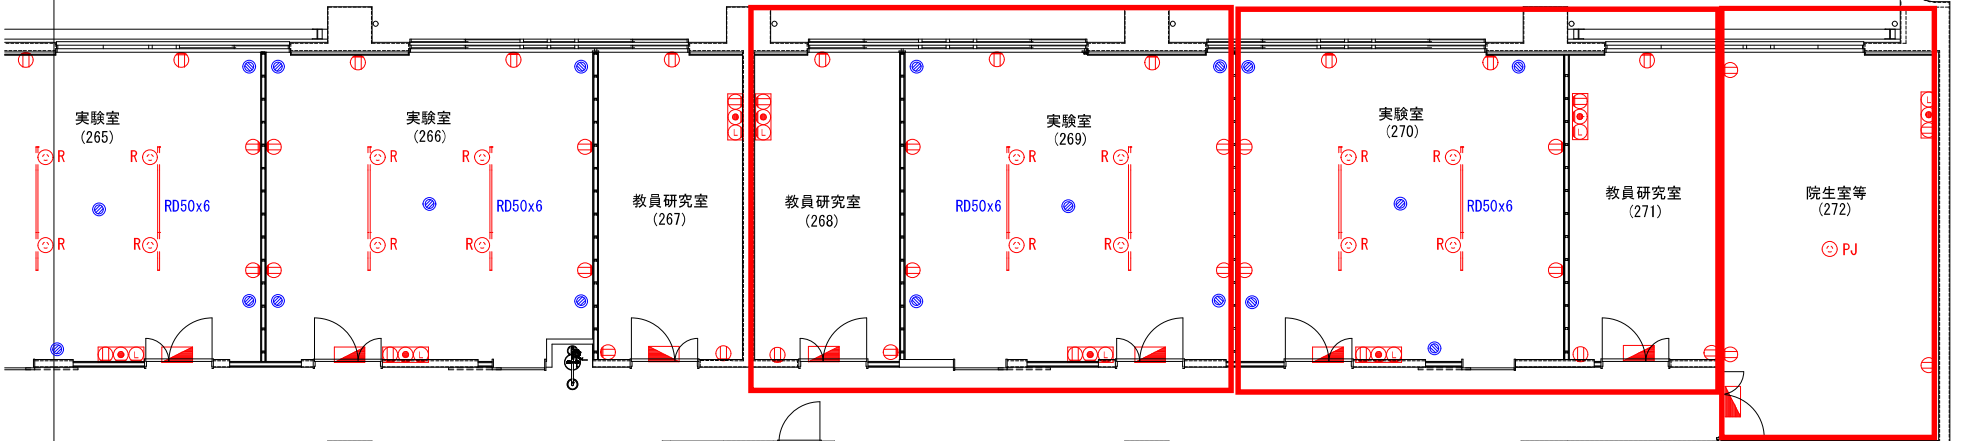 実験室
(265)
R
R
R
R
RD50x6
実験室
(266)
R
R
R
R
RD50x6
教員研究室
(267)
L
L
教員研究室
(268)
L
L
実験室
(269)
R
R
R
R
RD50x6
L
実験室
(270)
R
R
R
R
RD50x6
L
教員研究室
(271)
L
院生室等
(272)
PJ
L